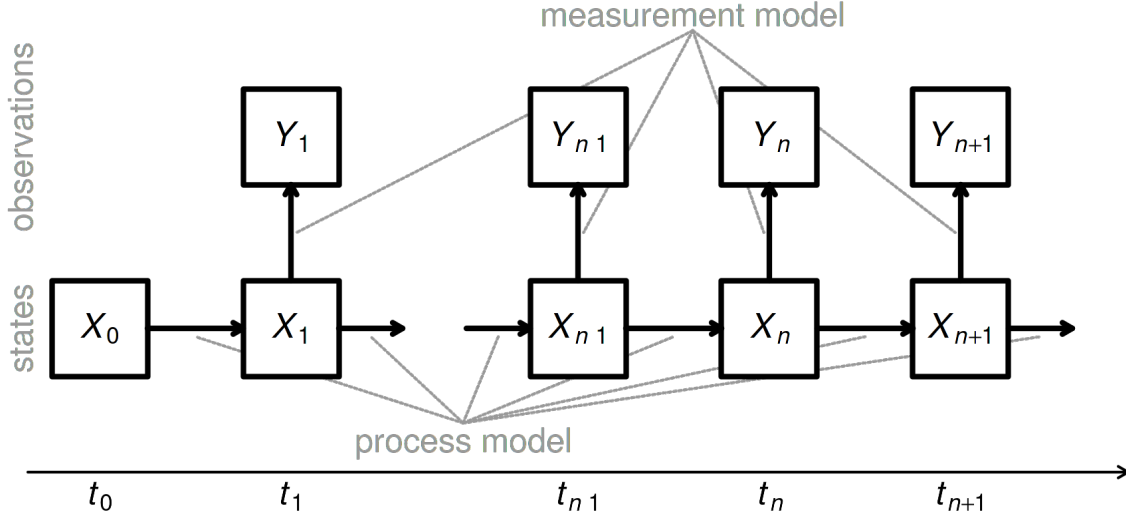 measurement model
observations
Y1 Yn 1 Yn Yn+1
states
X0 X1 Xn 1 Xn Xn+1
process model
t0 t1 tn 1 tn tn+1